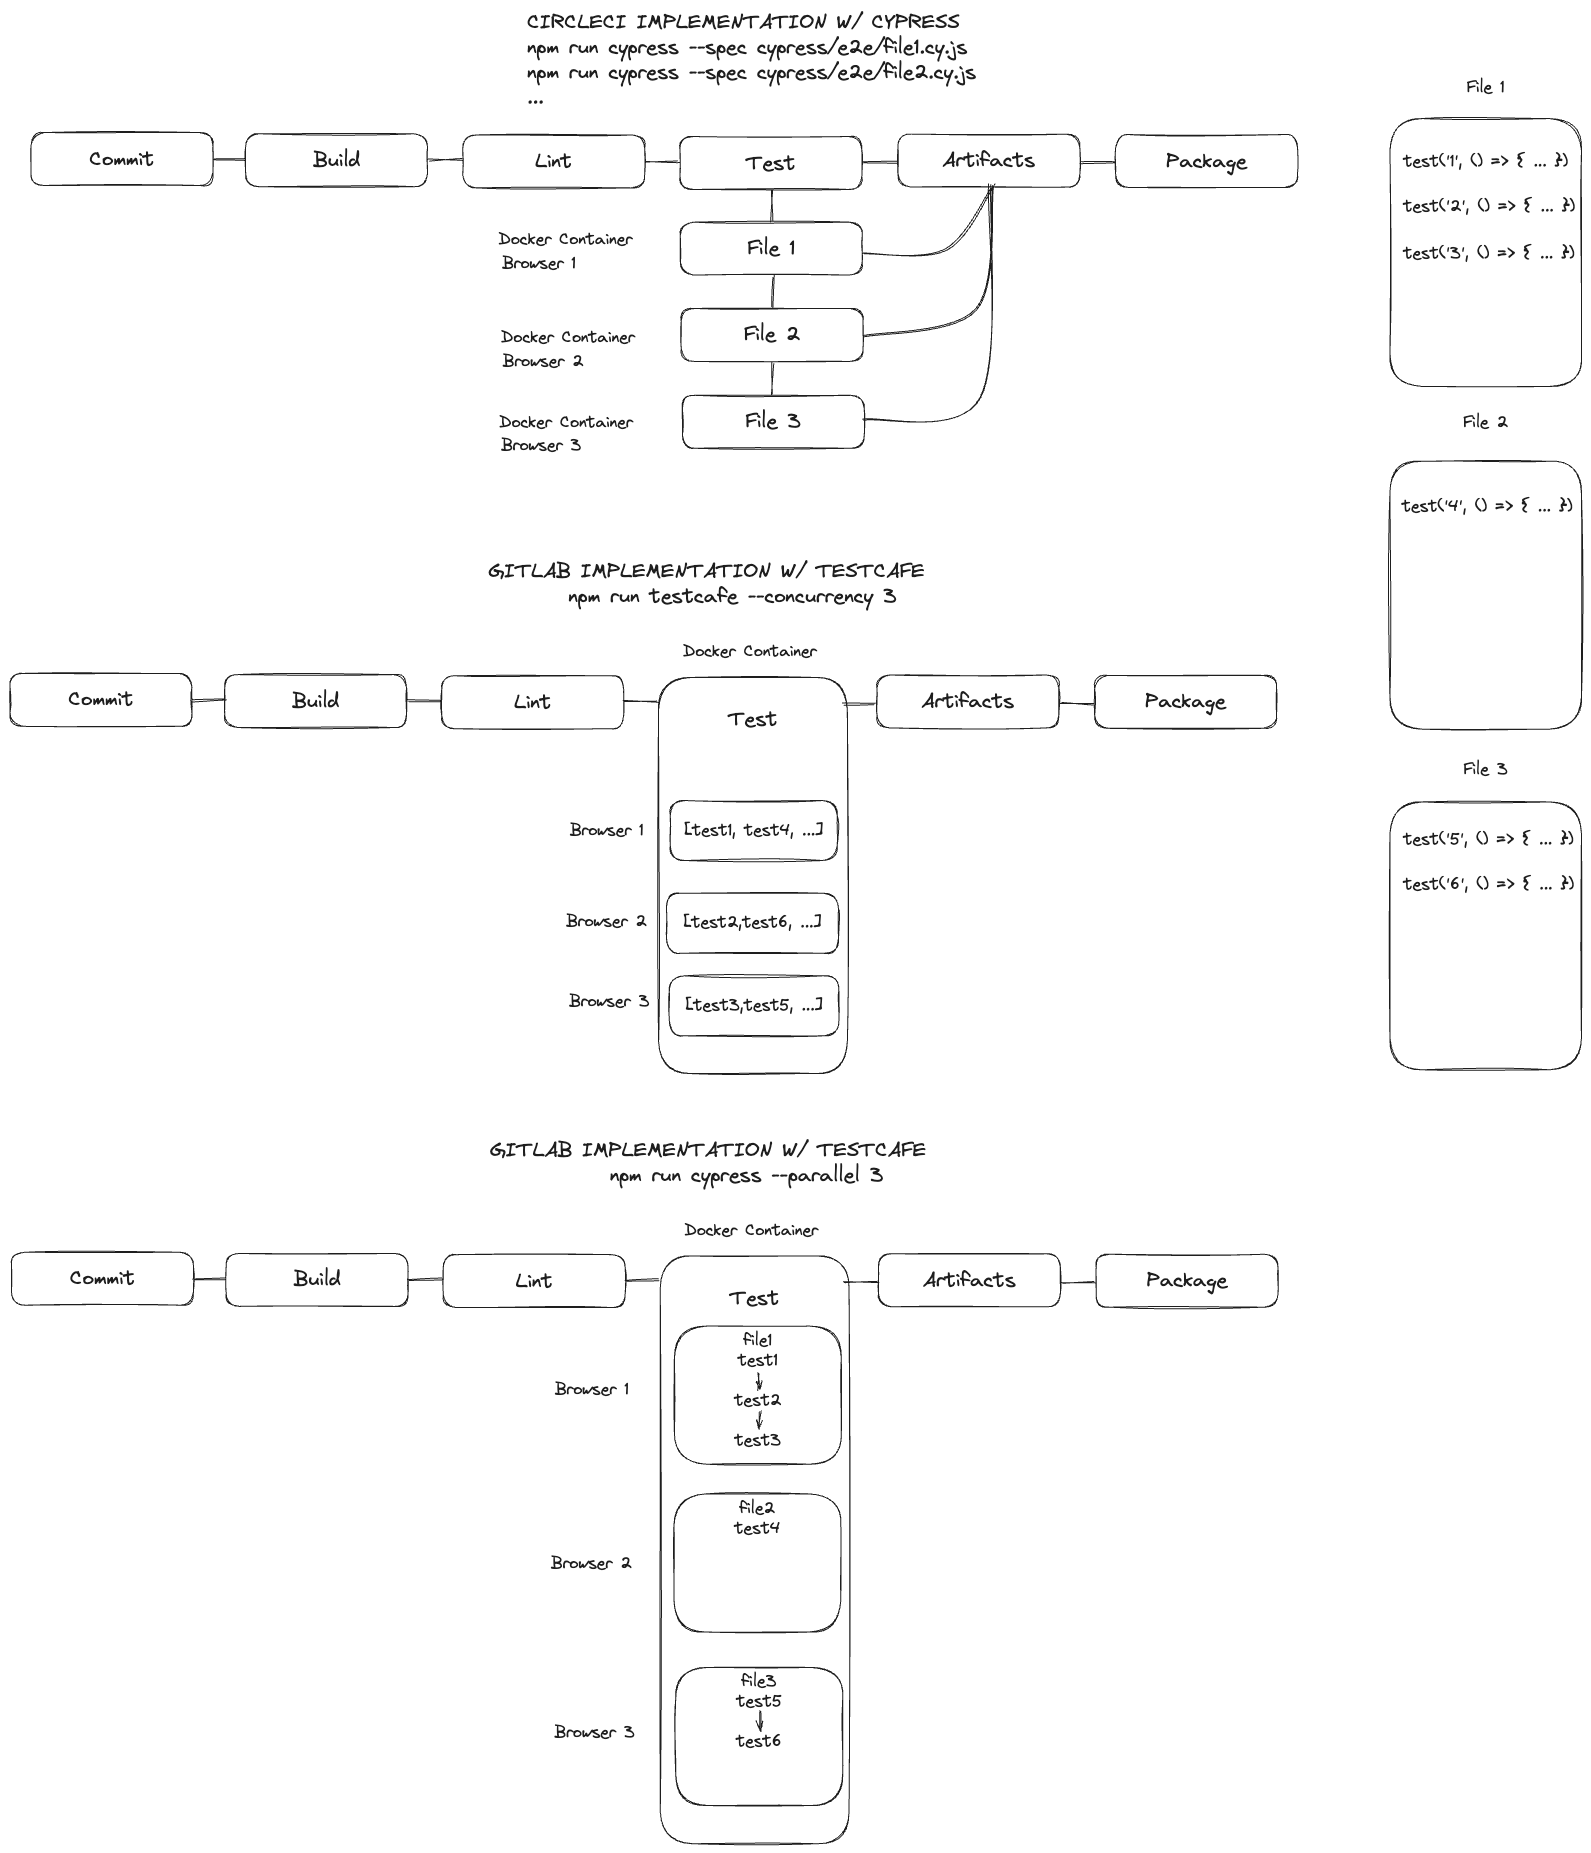 CIRCLECI IMPLEMENTATION W/ CYPRESS
npm run cypress --spec cypress/e2e/file1.cy.js
npm run cypress --spec cypress/e2e/file2.cy.js
...
Commit
Build
Lint
Test
Artifacts
Package
Docker Container
Browser 1
File 1
Docker Container
Browser 2
File 2
Docker Container
Browser 3
File 3
File 1
test('1', () => { ... })
test('2', () => { ... })
test('3', () => { ... })
File 2
test('4', () => { ... })
File 3
test('5', () => { ... })
test('6', () => { ... })
GITLAB IMPLEMENTATION W/ TESTCAFE
npm run testcafe --concurrency 3
Docker Container
Commit
Build
Lint
Test
Artifacts
Package
Browser 1
[test1, test4, ...]
Browser 2
[test2,test6, ...]
Browser 3
[test3,test5, ...]
GITLAB IMPLEMENTATION W/ TESTCAFE
npm run cypress --parallel 3
Docker Container
Commit
Build
Lint
Test
Artifacts
Package
Browser 1
file1
test1
test2
test3
Browser 2
file2
test4
Browser 3
file3
test5
test6